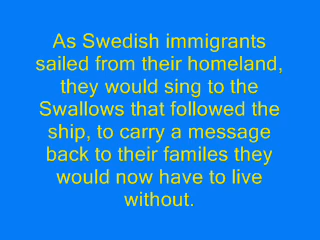 As Swedish immigrants
sailed from their homeland,
they would sing to the
Swallows that followed the
ship, to carry a message
back to their familes they
would now have to live
without.